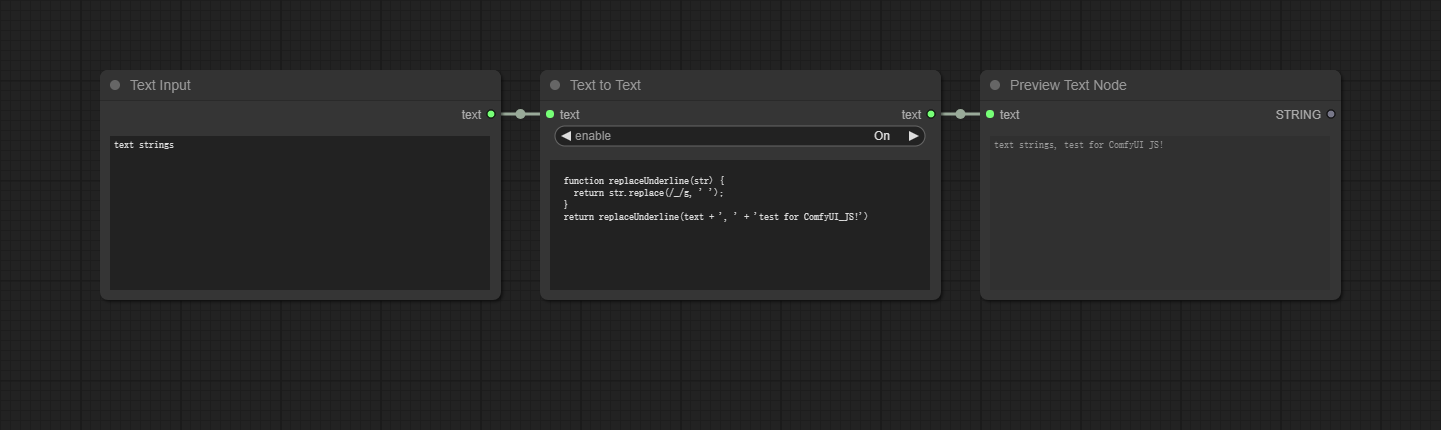 Text Input
text
text strings
Text to Text
text text
enable On
function replaceUnderline(str) {
  return str.replace(/_/g, ' ');
}
return replaceUnderline(text + ', ' + 'test for ComfyUI_JS!')
Preview Text Node
text STRING
text strings, test for ComfyUI JS!